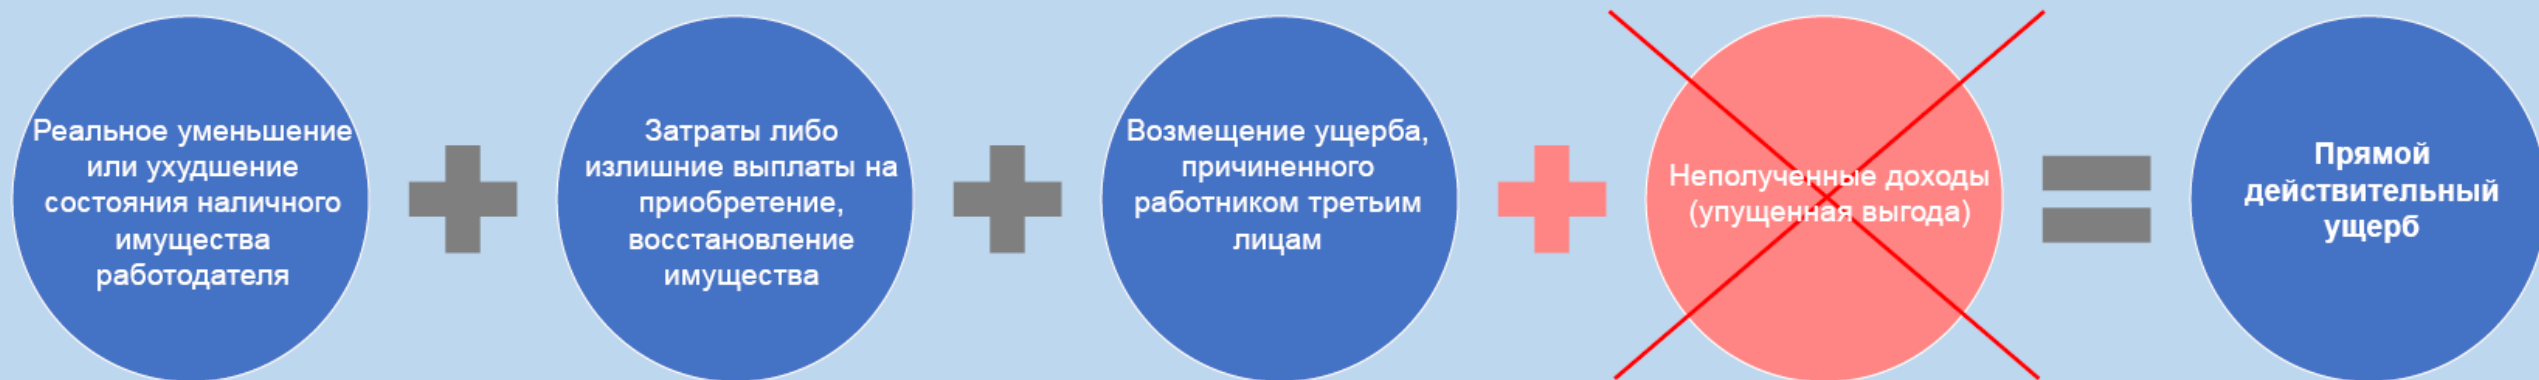 Реальное уменьшение
или ухудшение
состояния наличного
имущества
работодателя
Затраты либо
излишние выплаты на
приобретение,
восстановление
имущества
Возмещение ущерба,
причиненного
работником третьим
лицам
Неполученные доходы
(упущенная выгода)
Прямой
действительный
ущерб